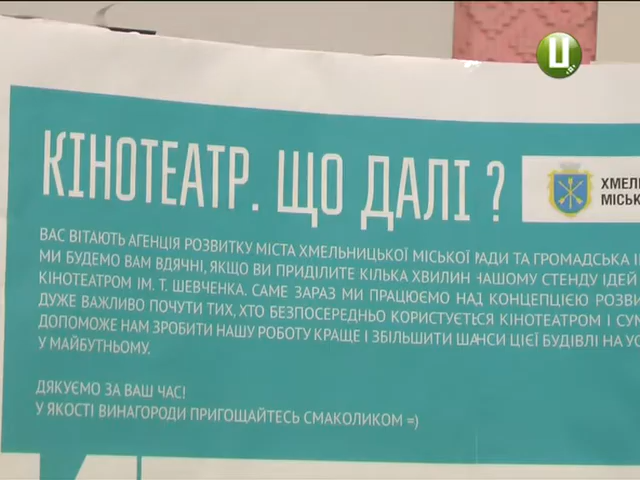 Ц
КІНОТЕАТР. ЩО ДАЛІ ?
ХМЕЛЬ
МІСЬК
ВАС ВІТАЮТЬ АГЕНЦІЯ РОЗВИТКУ МІСТА ХМЕЛЬНИЦЬКОЇ МІСЬКОЇ РАДИ ТА ГРОМАДСЬКА
МИ БУДЕМО ВАМ ВДЯЧНІ, ЯКЩО ВИ ПРИДІЛИТЕ КІЛЬКА ХВИЛИН НАШОМУ СТЕНДУ ІДЕЙ
КІНОТЕАТРОМ ІМ. Т. ШЕВЧЕНКА. САМЕ ЗАРАЗ МИ ПРАЦЮЄМО НАД КОНЦЕПЦІЄЮ РОЗВИ
ДУЖЕ ВАЖЛИВО ПОЧУТИ ТИХ, ХТО БЕЗПОСЕРЕДНЬО КОРИСТУЄТЬСЯ КІНОТЕАТРОМ І СУМ
ДОПОМОЖЕ НАМ ЗРОБИТИ НАШУ РОБОТУ КРАЩЕ І ЗБІЛЬШИТИ ШАНСИ ЦІЄЇ БУДІВЛІ НА УС
У МАЙБУТНЬОМУ.
ДЯКУЄМО ЗА ВАШ ЧАС!
У ЯКОСТІ ВИНАГОРОДИ ПРИГОЩАЙТЕСЬ СМАКОЛИКОМ =)